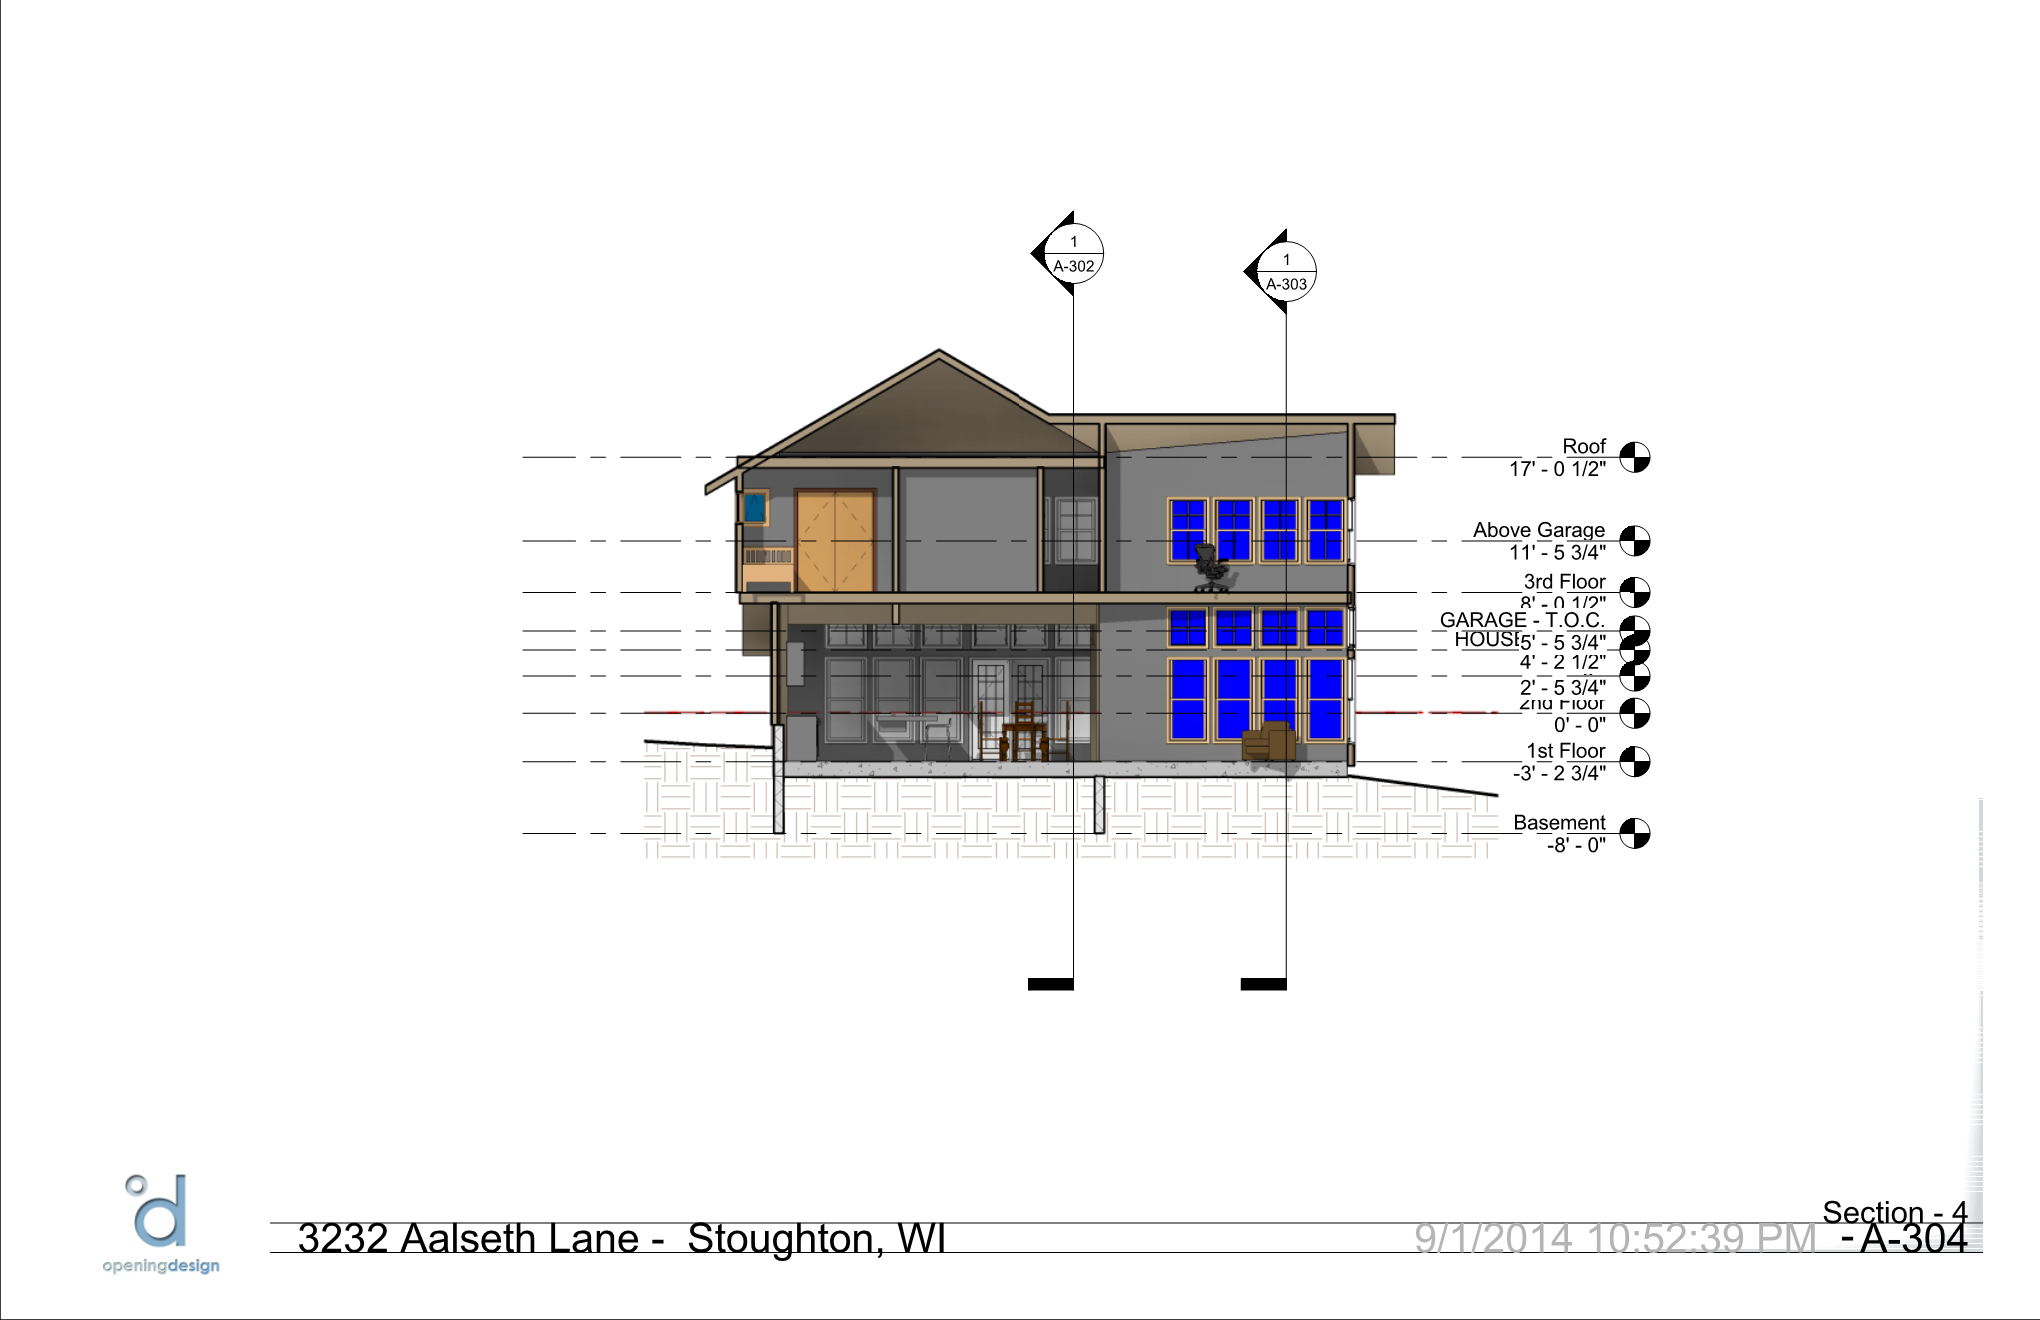 1
A-302
1
A-303
Roof
17' - 0 1/2"
Above Garage
11' - 5 3/4"
3rd Floor
8' - 0 1/2"
GARAGE - T.O.C.
HOUSE
5' - 5 3/4"
4' - 2 1/2"
2' - 5 3/4"
2nd Floor
0' - 0"
1st Floor
-3' - 2 3/4"
Basement
-8' - 0"
openingdesign
3232 Aalseth Lane - Stoughton, WI
9/1/2014 10:52:39 PM
Section - 4
- A-304